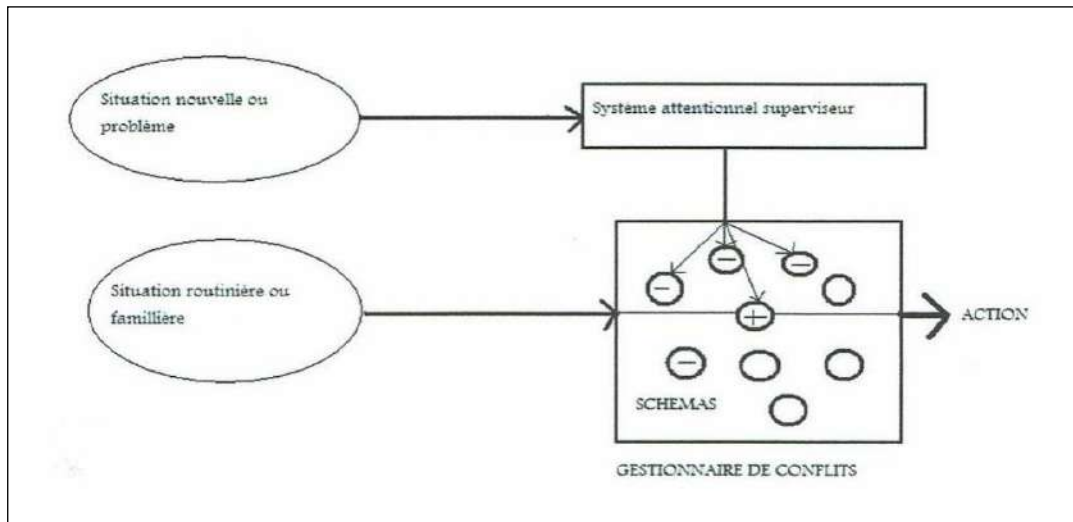 Situation nouvelle ou
problème
Système attentionnel superviseur
Situation routinière ou
famillière
ACTION
SCHEMAS
GESTIONNAIRE DE CONFLITS